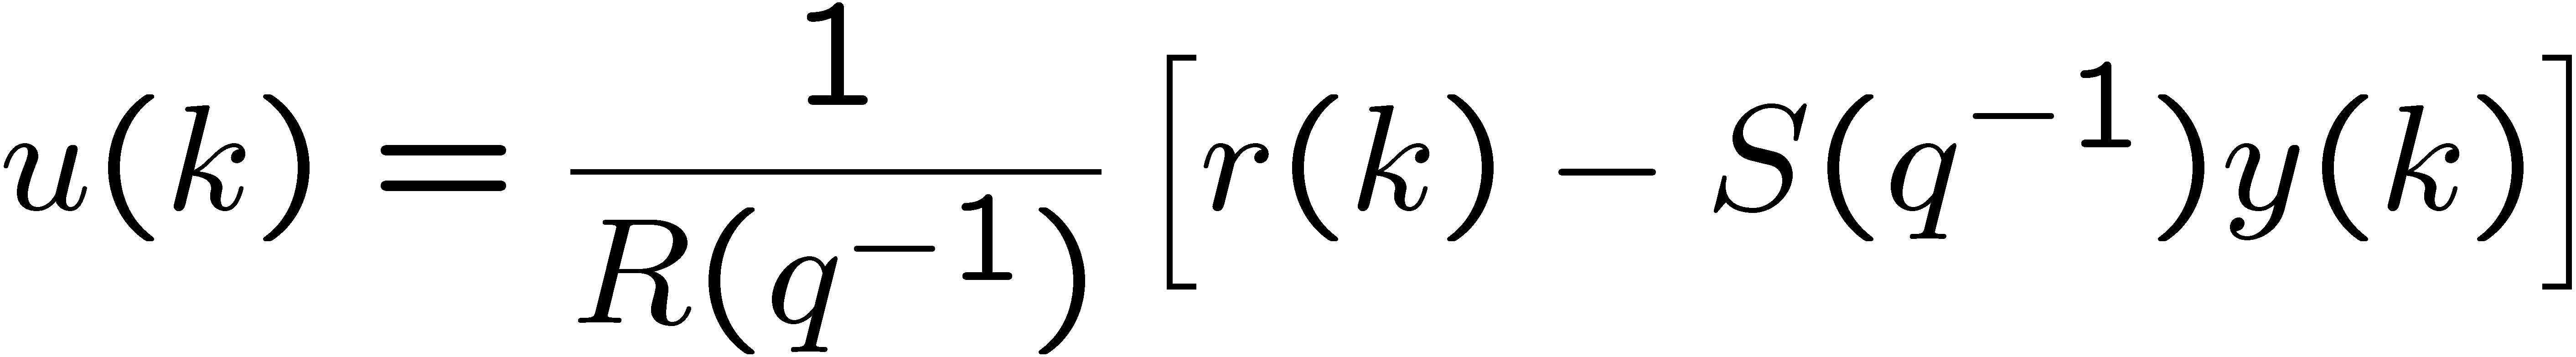 u(k) = \frac{1}{R(q^{-1})} \left[ r(k) - S(q^{-1})y(k) \right]